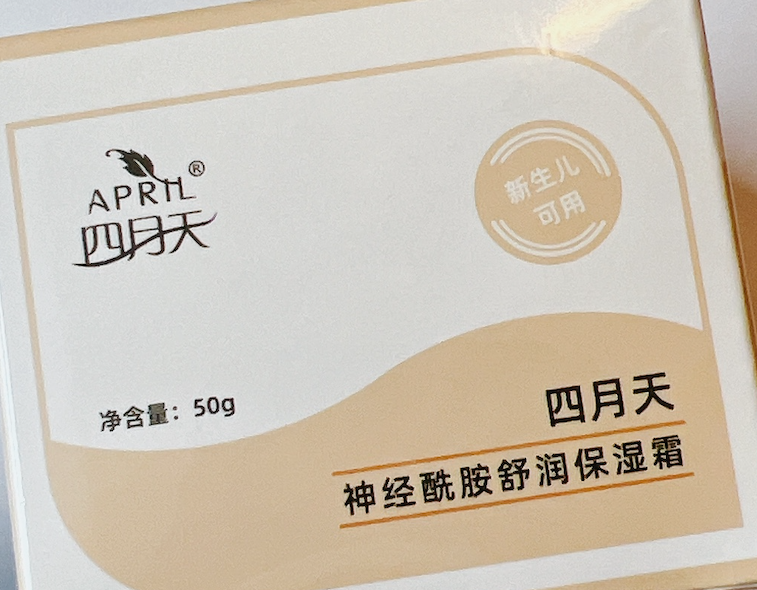 APRIL®
四月天
新生儿
可用
净含量：50g
四月天
神经酰胺舒润保湿霜